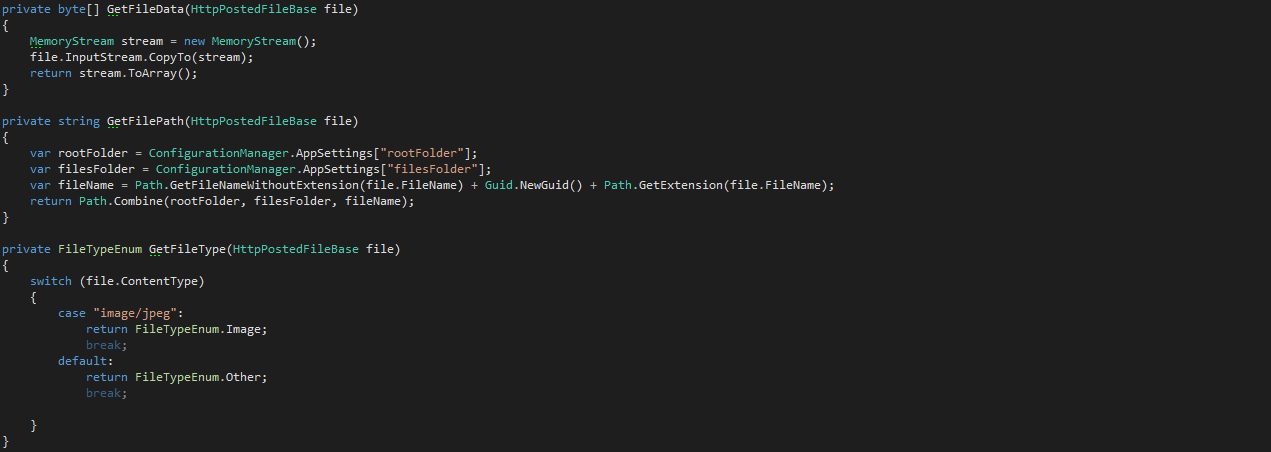 private byte[] GetFileData(HttpPostedFileBase file)
{
MemoryStream stream = new MemoryStream();
file.InputStream.CopyTo(stream);
return stream.ToArray();
}
private string GetFilePath(HttpPostedFileBase file)
{
var rootFolder = ConfigurationManager.AppSettings["rootFolder"];
var filesFolder = ConfigurationManager.AppSettings["filesFolder"];
var fileName = Path.GetFileNameWithoutExtension(file.FileName) + Guid.NewGuid() + Path.GetExtension(file.FileName);
return Path.Combine(rootFolder, filesFolder, fileName);
}
private FileTypeEnum GetFileType(HttpPostedFileBase file)
{
switch (file.ContentType)
{
case "image/jpeg":
return FileTypeEnum.Image;
break;
default:
return FileTypeEnum.Other;
break;
}
}